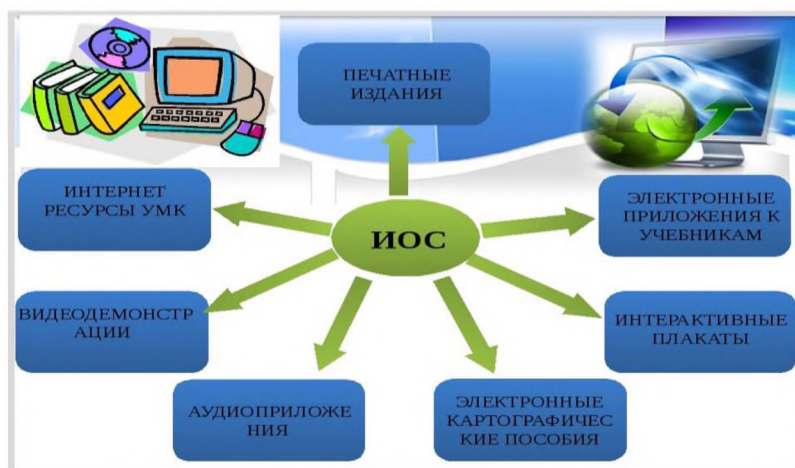 ПЕЧАТНЫЕ
ИЗДАНИЯ
ИНТЕРНЕТ
РЕСУРСЫ УМК
ЭЛЕКТРОННЫЕ
ПРИЛОЖЕНИЯ К
УЧЕБНИКАМ
ИОС
ВИДЕОДЕМОНСТР
АЦИИ
ИНТЕРАКТИВНЫЕ
ПЛАКАТЫ
АУДИОПРИЛОЖЕ
НИЯ
ЭЛЕКТРОННЫЕ
КАРТОГРАФИЧЕС
КИЕ ПОСОБИЯ